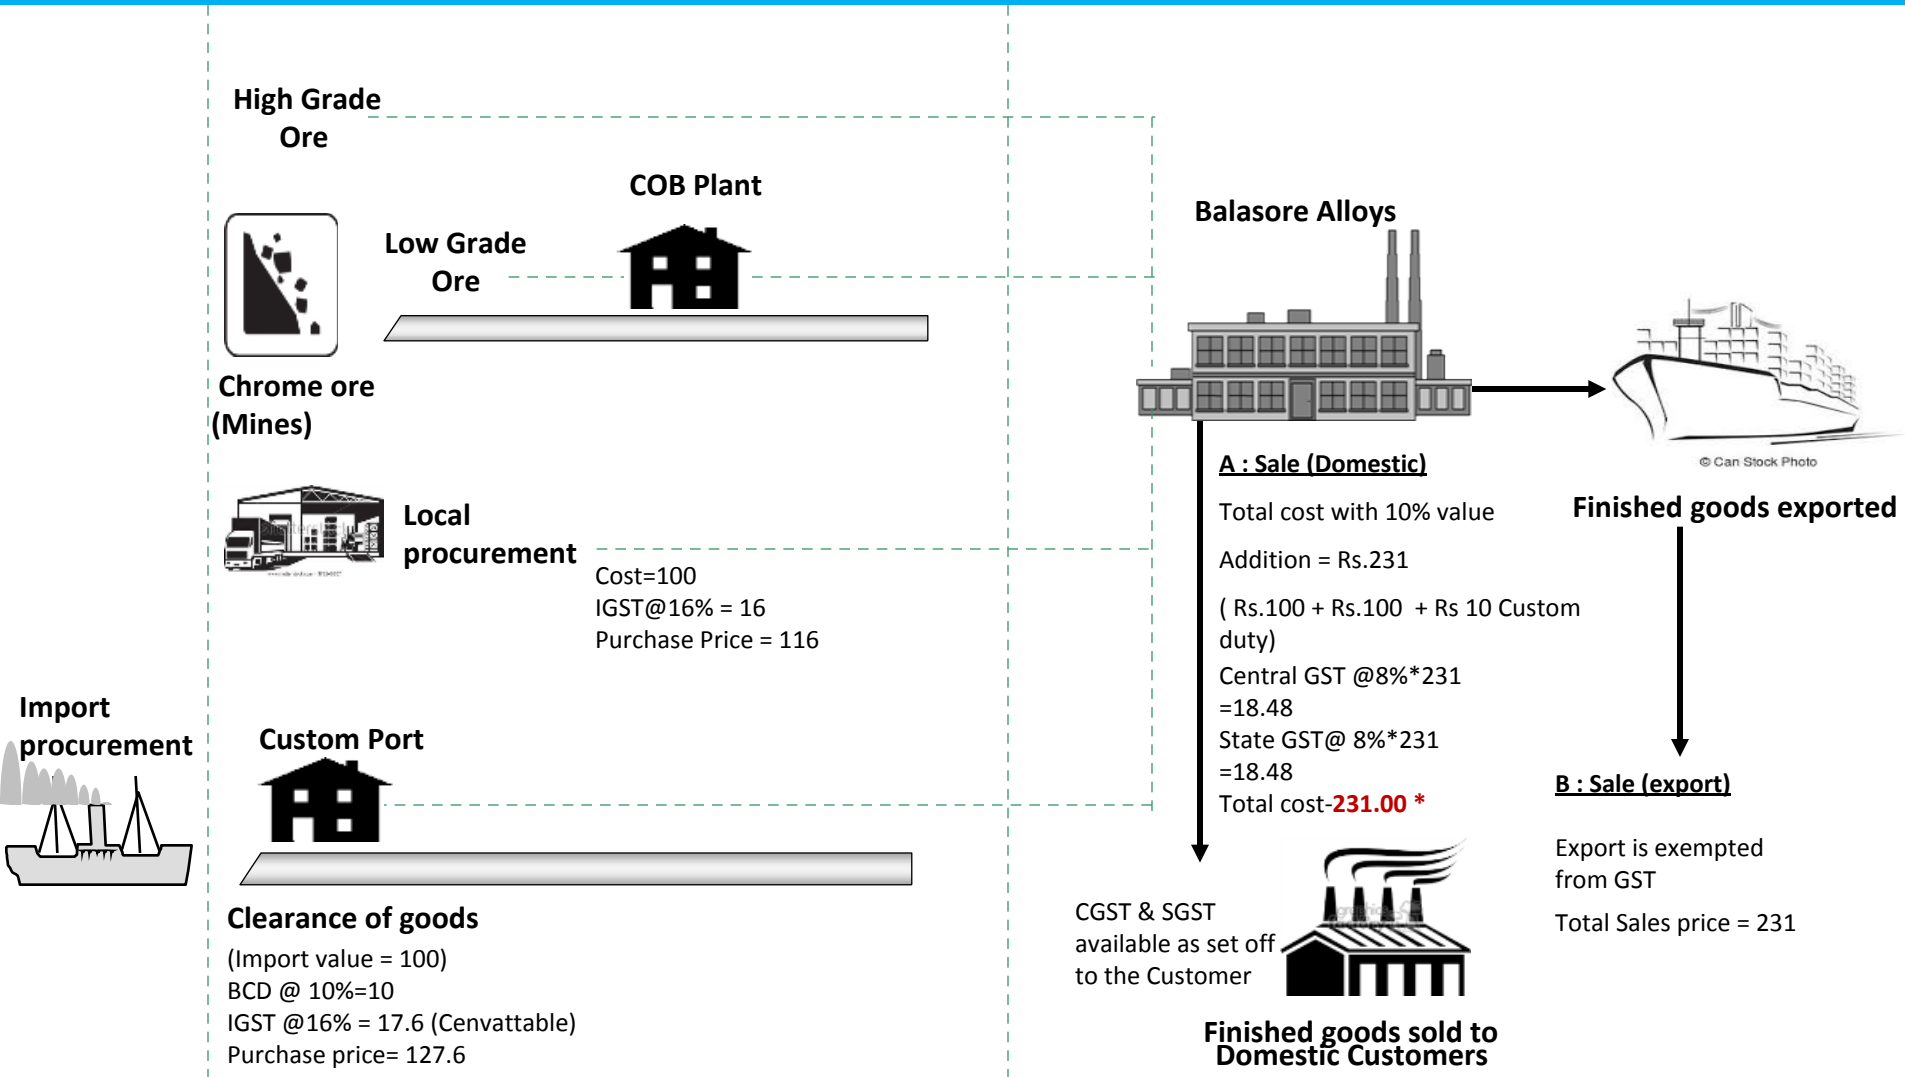 High Grade
Ore
COB Plant
Low Grade
Ore
Chrome ore
(Mines)
Local
procurement
Cost=100
IGST@16% = 16
Purchase Price = 116
Import
procurement
Custom Port
Clearance of goods
(Import value = 100)
BCD @ 10%=10
IGST @16% = 17.6 (Cenvattable)
Purchase price= 127.6
Balasore Alloys
A : Sale (Domestic)
Total cost with 10% value
Addition = Rs.231
( Rs.100 + Rs.100  + Rs 10 Custom
duty)
Central GST @8%*231
=18.48
State GST@ 8%*231
=18.48
Total cost-231.00 *
CGST & SGST
available as set off
to the Customer
Finished goods sold to
Domestic Customers
© Can Stock Photo
Finished goods exported
B : Sale (export)
Export is exempted
from GST
Total Sales price = 231